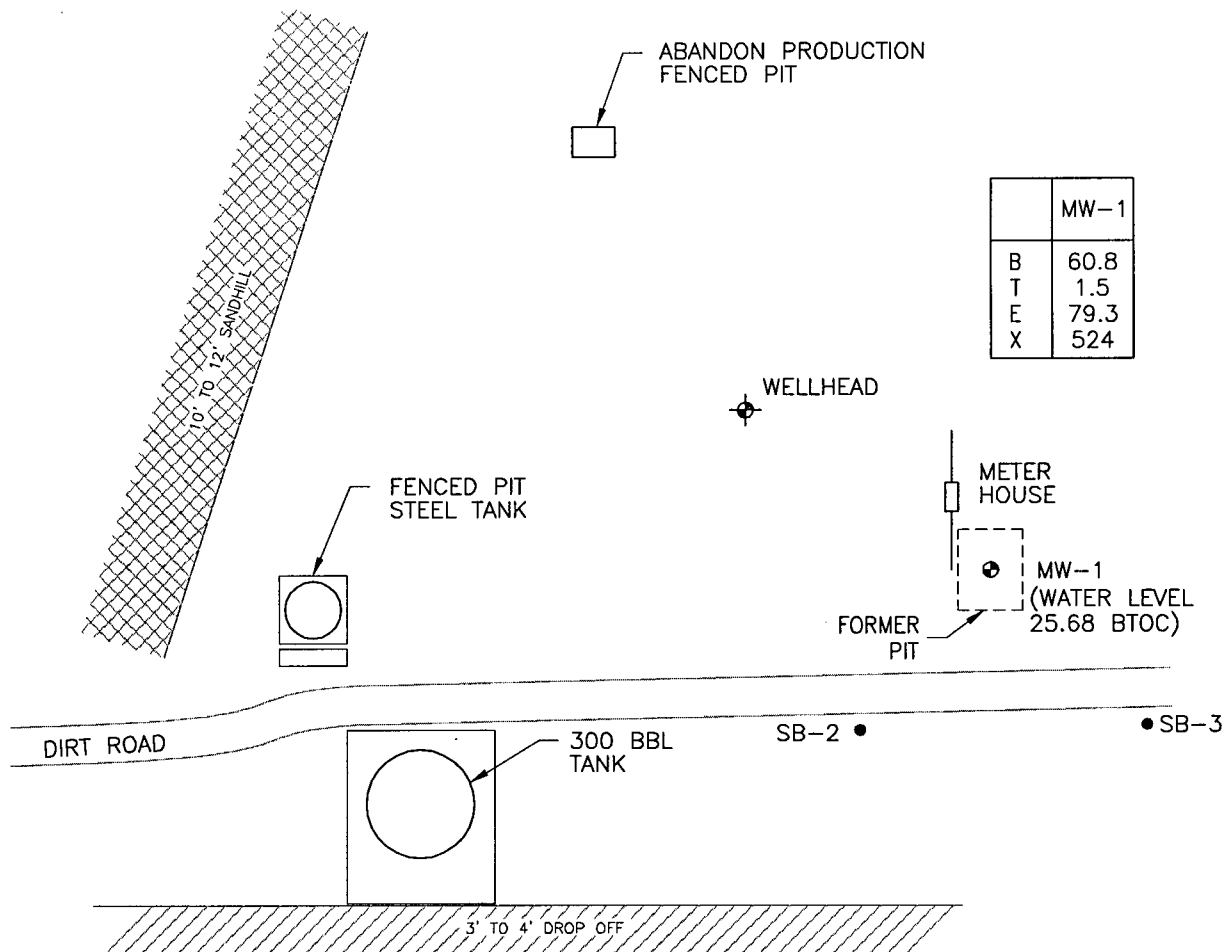 ABANDON PRODUCTION
FENCED PIT
MW-1
B 60.8
T 1.5
E 79.3
X 524
10' TO 12' SANDHILL
WELLHEAD
FENCED PIT
STEEL TANK
METER
HOUSE
MW-1
(WATER LEVEL
25.68 BTOC)
FORMER
PIT
DIRT ROAD
300 BBL
TANK
SB-2
SB-3
3' TO 4' DROP OFF